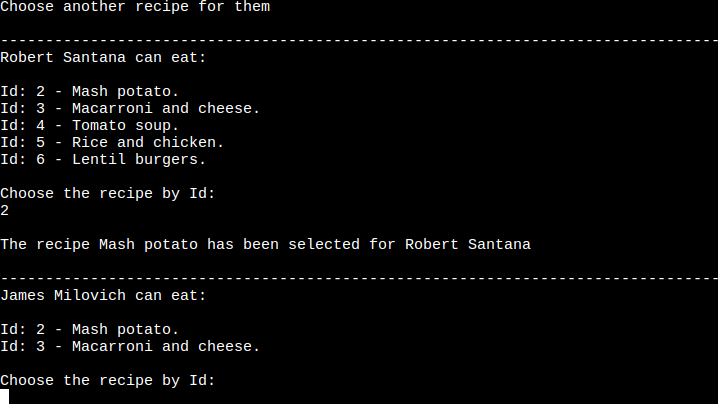 Choose another recipe for them
--------------------------------------------------------------------------------
Robert Santana can eat:
Id: 2 - Mash potato.
Id: 3 - Macarroni and cheese.
Id: 4 - Tomato soup.
Id: 5 - Rice and chicken.
Id: 6 - Lentil burgers.
Choose the recipe by Id:
2
The recipe Mash potato has been selected for Robert Santana
--------------------------------------------------------------------------------
James Milovich can eat:
Id: 2 - Mash potato.
Id: 3 - Macarroni and cheese.
Choose the recipe by Id: